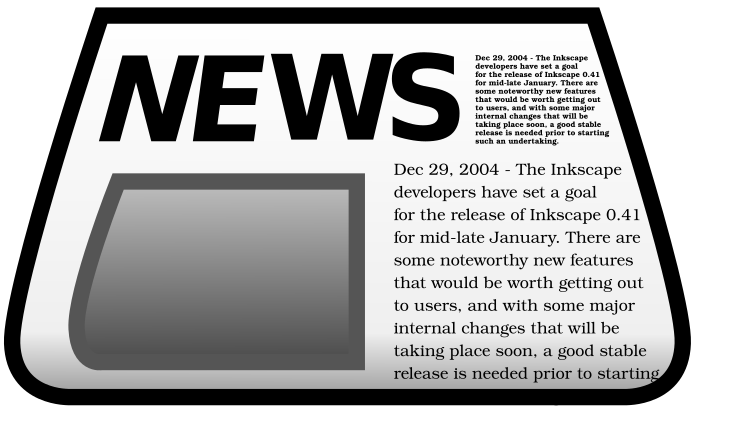 NEWS
Dec 29, 2004 - The Inkscape
developers have set a goal
for the release of Inkscape 0.41
for mid-late January. There are
some noteworthy new features
that would be worth getting out
to users, and with some major
internal changes that will be
taking place soon, a good stable
release is needed prior to starting
such an undertaking.
Dec 29, 2004 - The Inkscape
developers have set a goal
for the release of Inkscape 0.41
for mid-late January. There are
some noteworthy new features
that would be worth getting out
to users, and with some major
internal changes that will be
taking place soon, a good stable
release is needed prior to starting